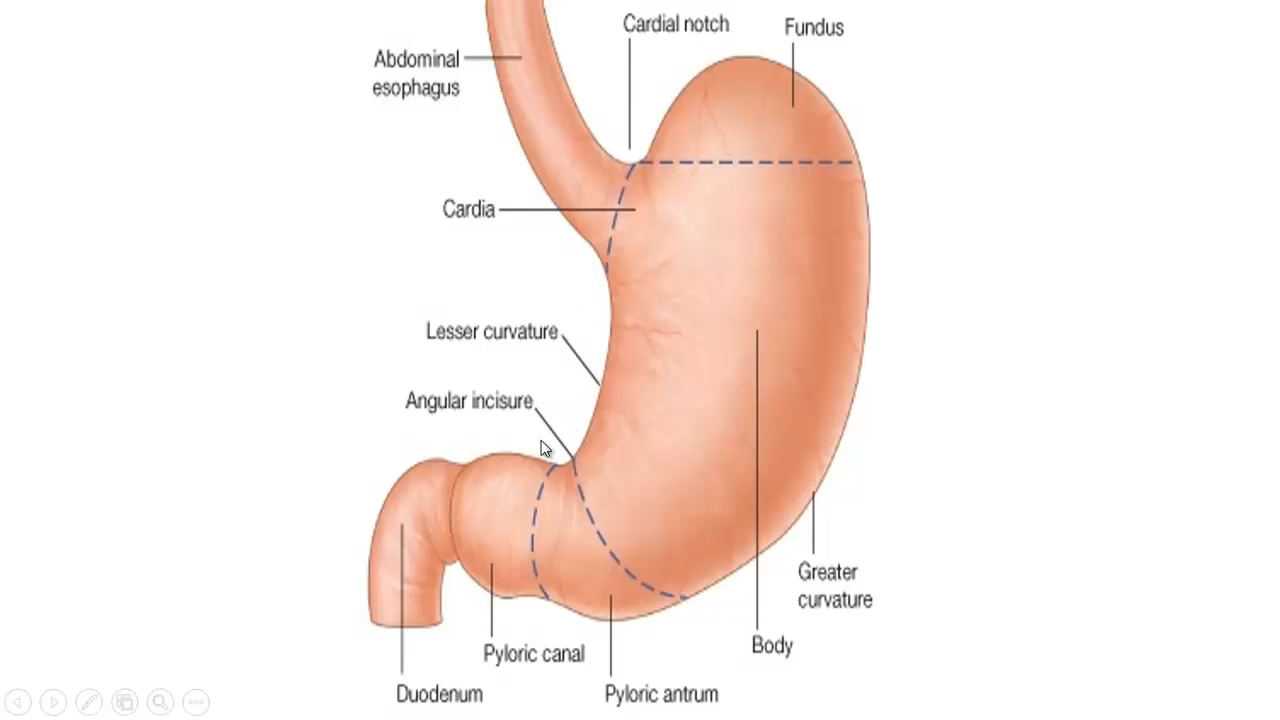 Cardial notch
Fundus
Abdominal
esophagus
Cardia
Lesser curvature
Angular incisure
Greater
curvature
Body
Pyloric canal
Duodenum
Pyloric antrum